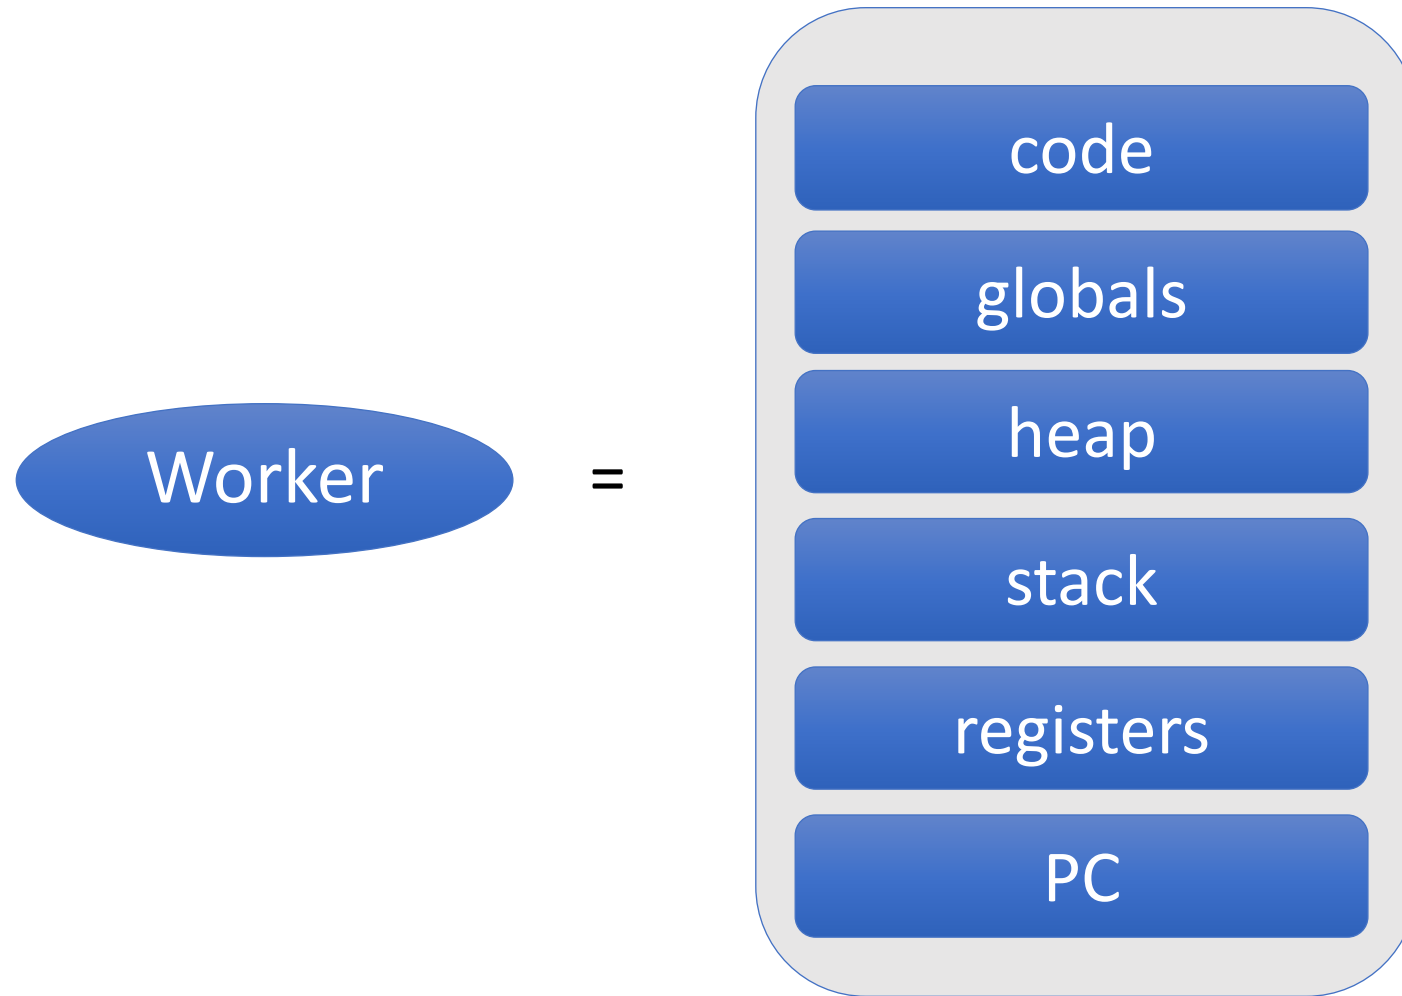 code
globals
heap
Worker
=
stack
registers
PC